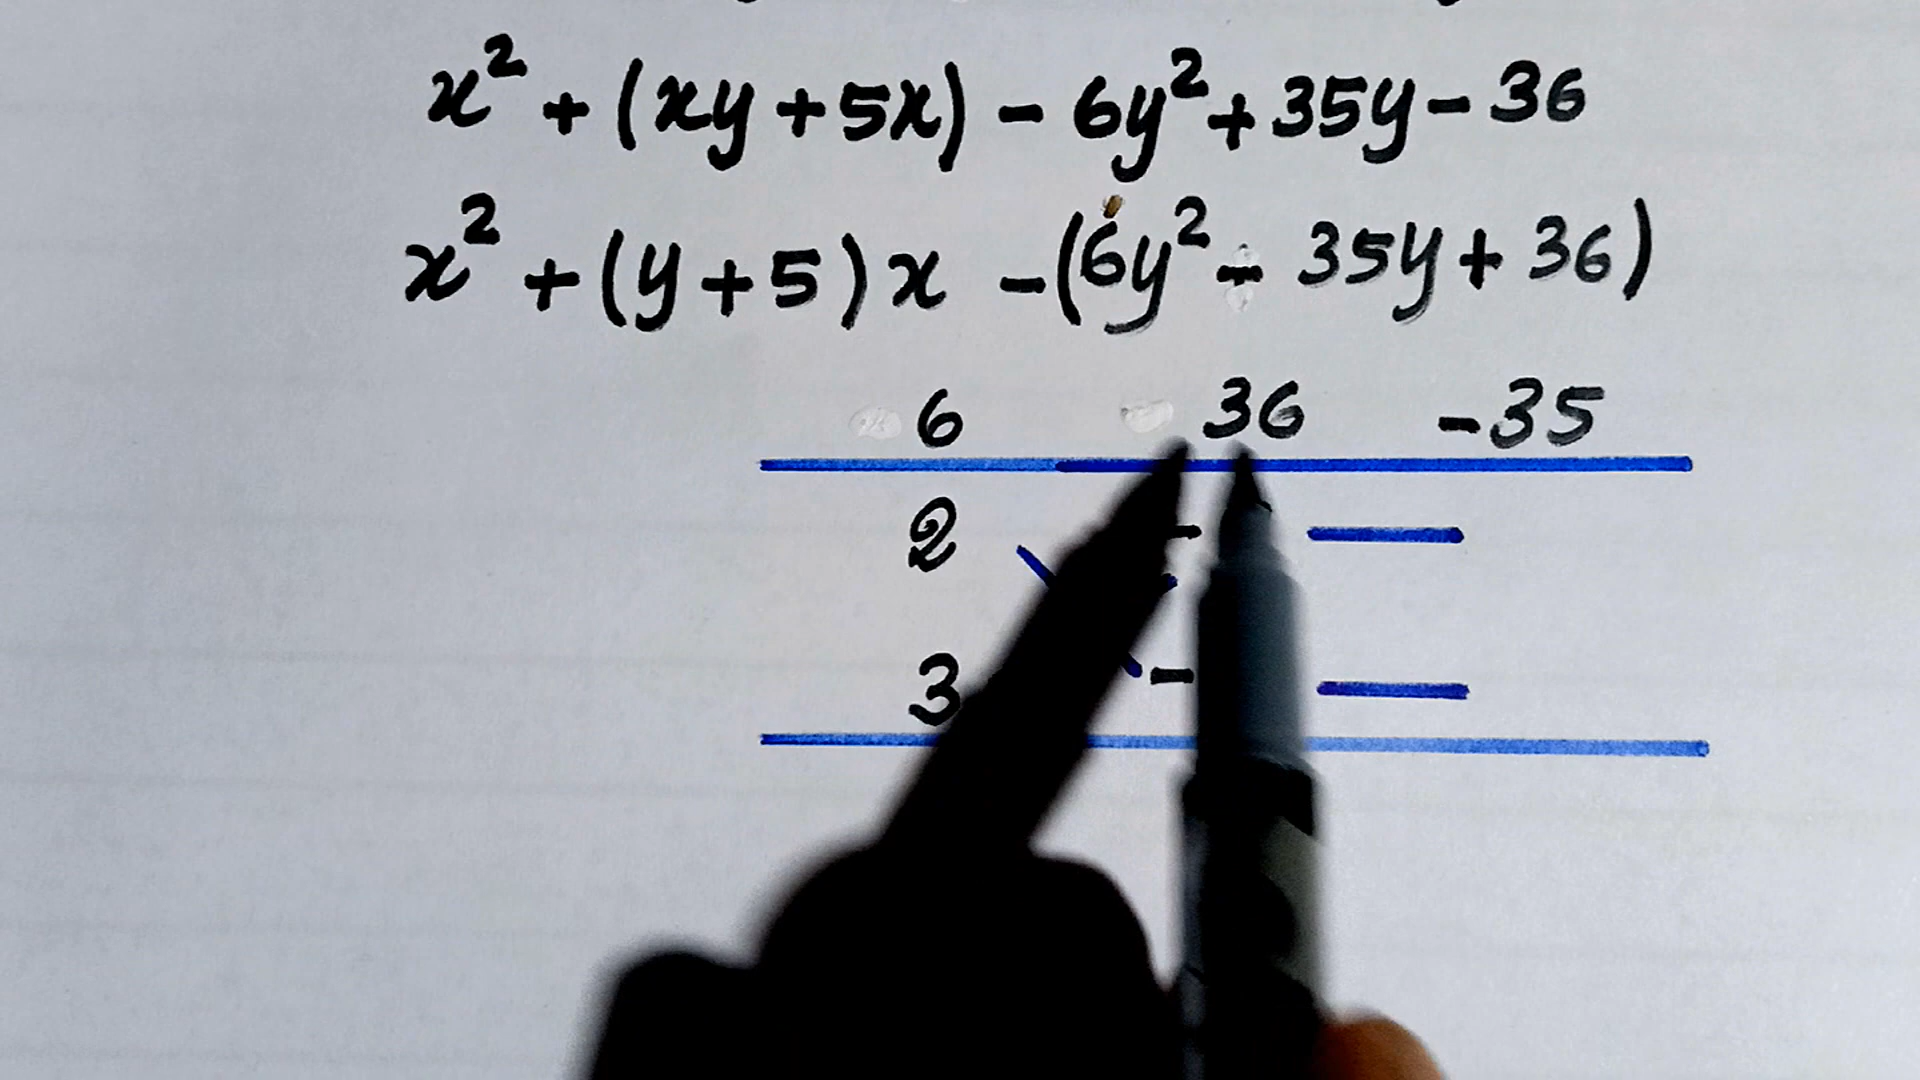 x² + (xy + 5x) - 6y² + 35y - 36
x² + (y + 5) x - (6y² - 35y + 36)
6 36 -35
2 -
3 -